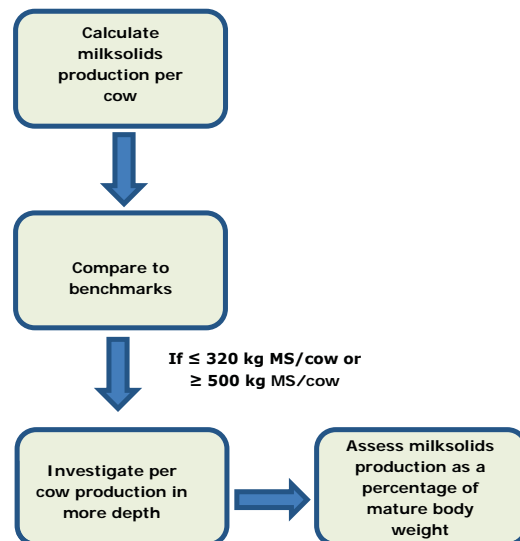 Calculate
milksolids
production per
cow
Compare to
benchmarks
If ≤ 320 kg MS/cow or
≥ 500 kg MS/cow
Investigate per
cow production in
more depth
Assess milksolids
production as a
percentage of
mature body
weight